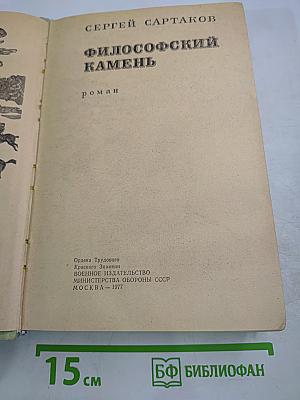 СЕРГЕЙ САРТАКОВ
ФИЛОСОФСКИЙ
КАМЕНЬ
роман
Ордена Трудового
Красного Знамени
ВОЕННОЕ ИЗДАТЕЛЬСТВО
МИНИСТЕРСТВА ОБОРОНЫ СССР
МОСКВА — 1977
15 см
БФ БИБЛИОФАН